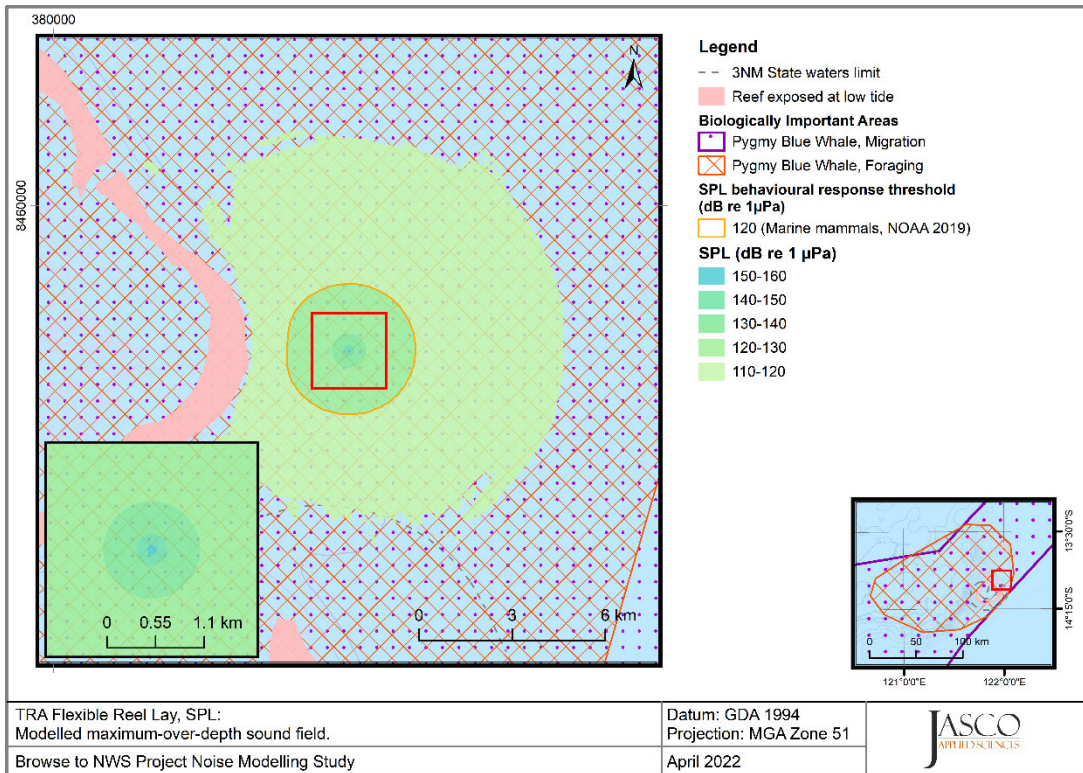 380000
8460000
N
0 0.55 1.1 km
0 3 6 km
Legend
3NM State waters limit
Reef exposed at low tide
Biologically Important Areas
Pygmy Blue Whale, Migration
Pygmy Blue Whale, Foraging
SPL behavioural response threshold
(dB re 1µPa)
120 (Marine mammals, NOAA 2019)
SPL (dB re 1 µPa)
150-160
140-150
130-140
120-130
110-120
13°30'0"S
14°15'0"S
0 50 100 km
121°0'0"E 122°0'0"E
TRA Flexible Reel Lay, SPL:
Modelled maximum-over-depth sound field.
Browse to NWS Project Noise Modelling Study
Datum: GDA 1994
Projection: MGA Zone 51
April 2022
JASCO
APPLIED SCIENCES